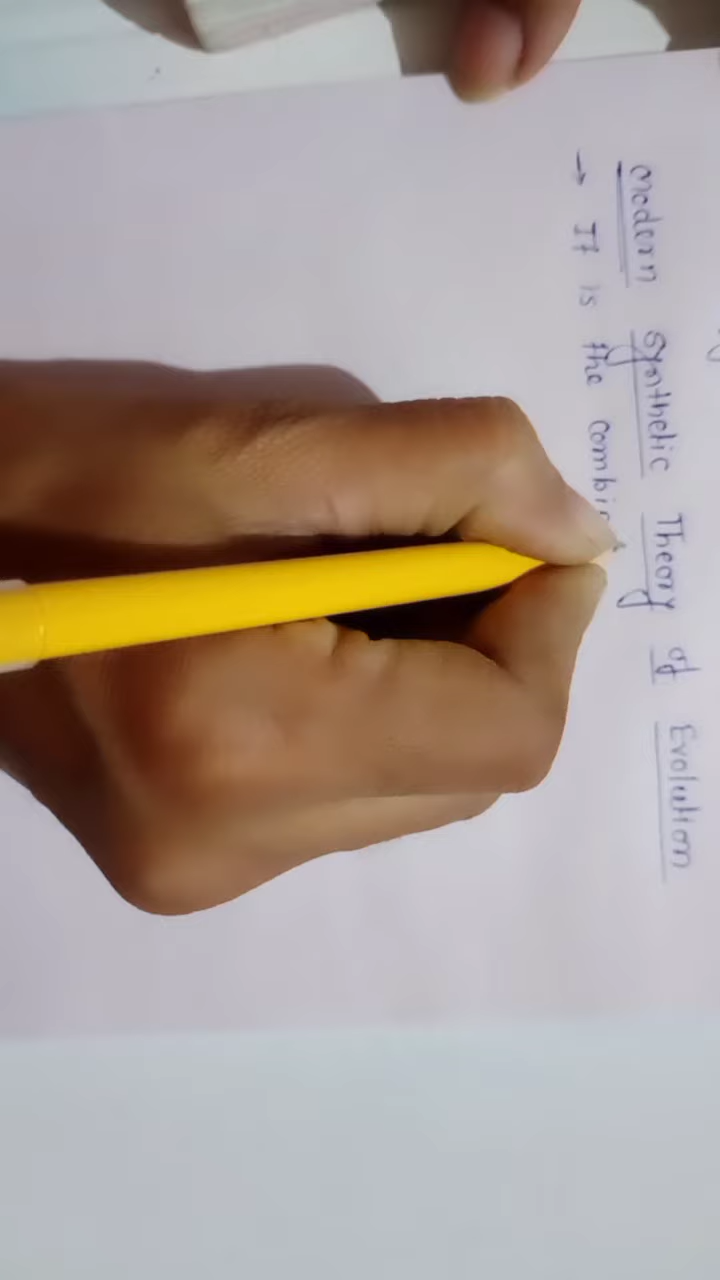 Modern Synthetic Theory of Evolution
→ It is the combi